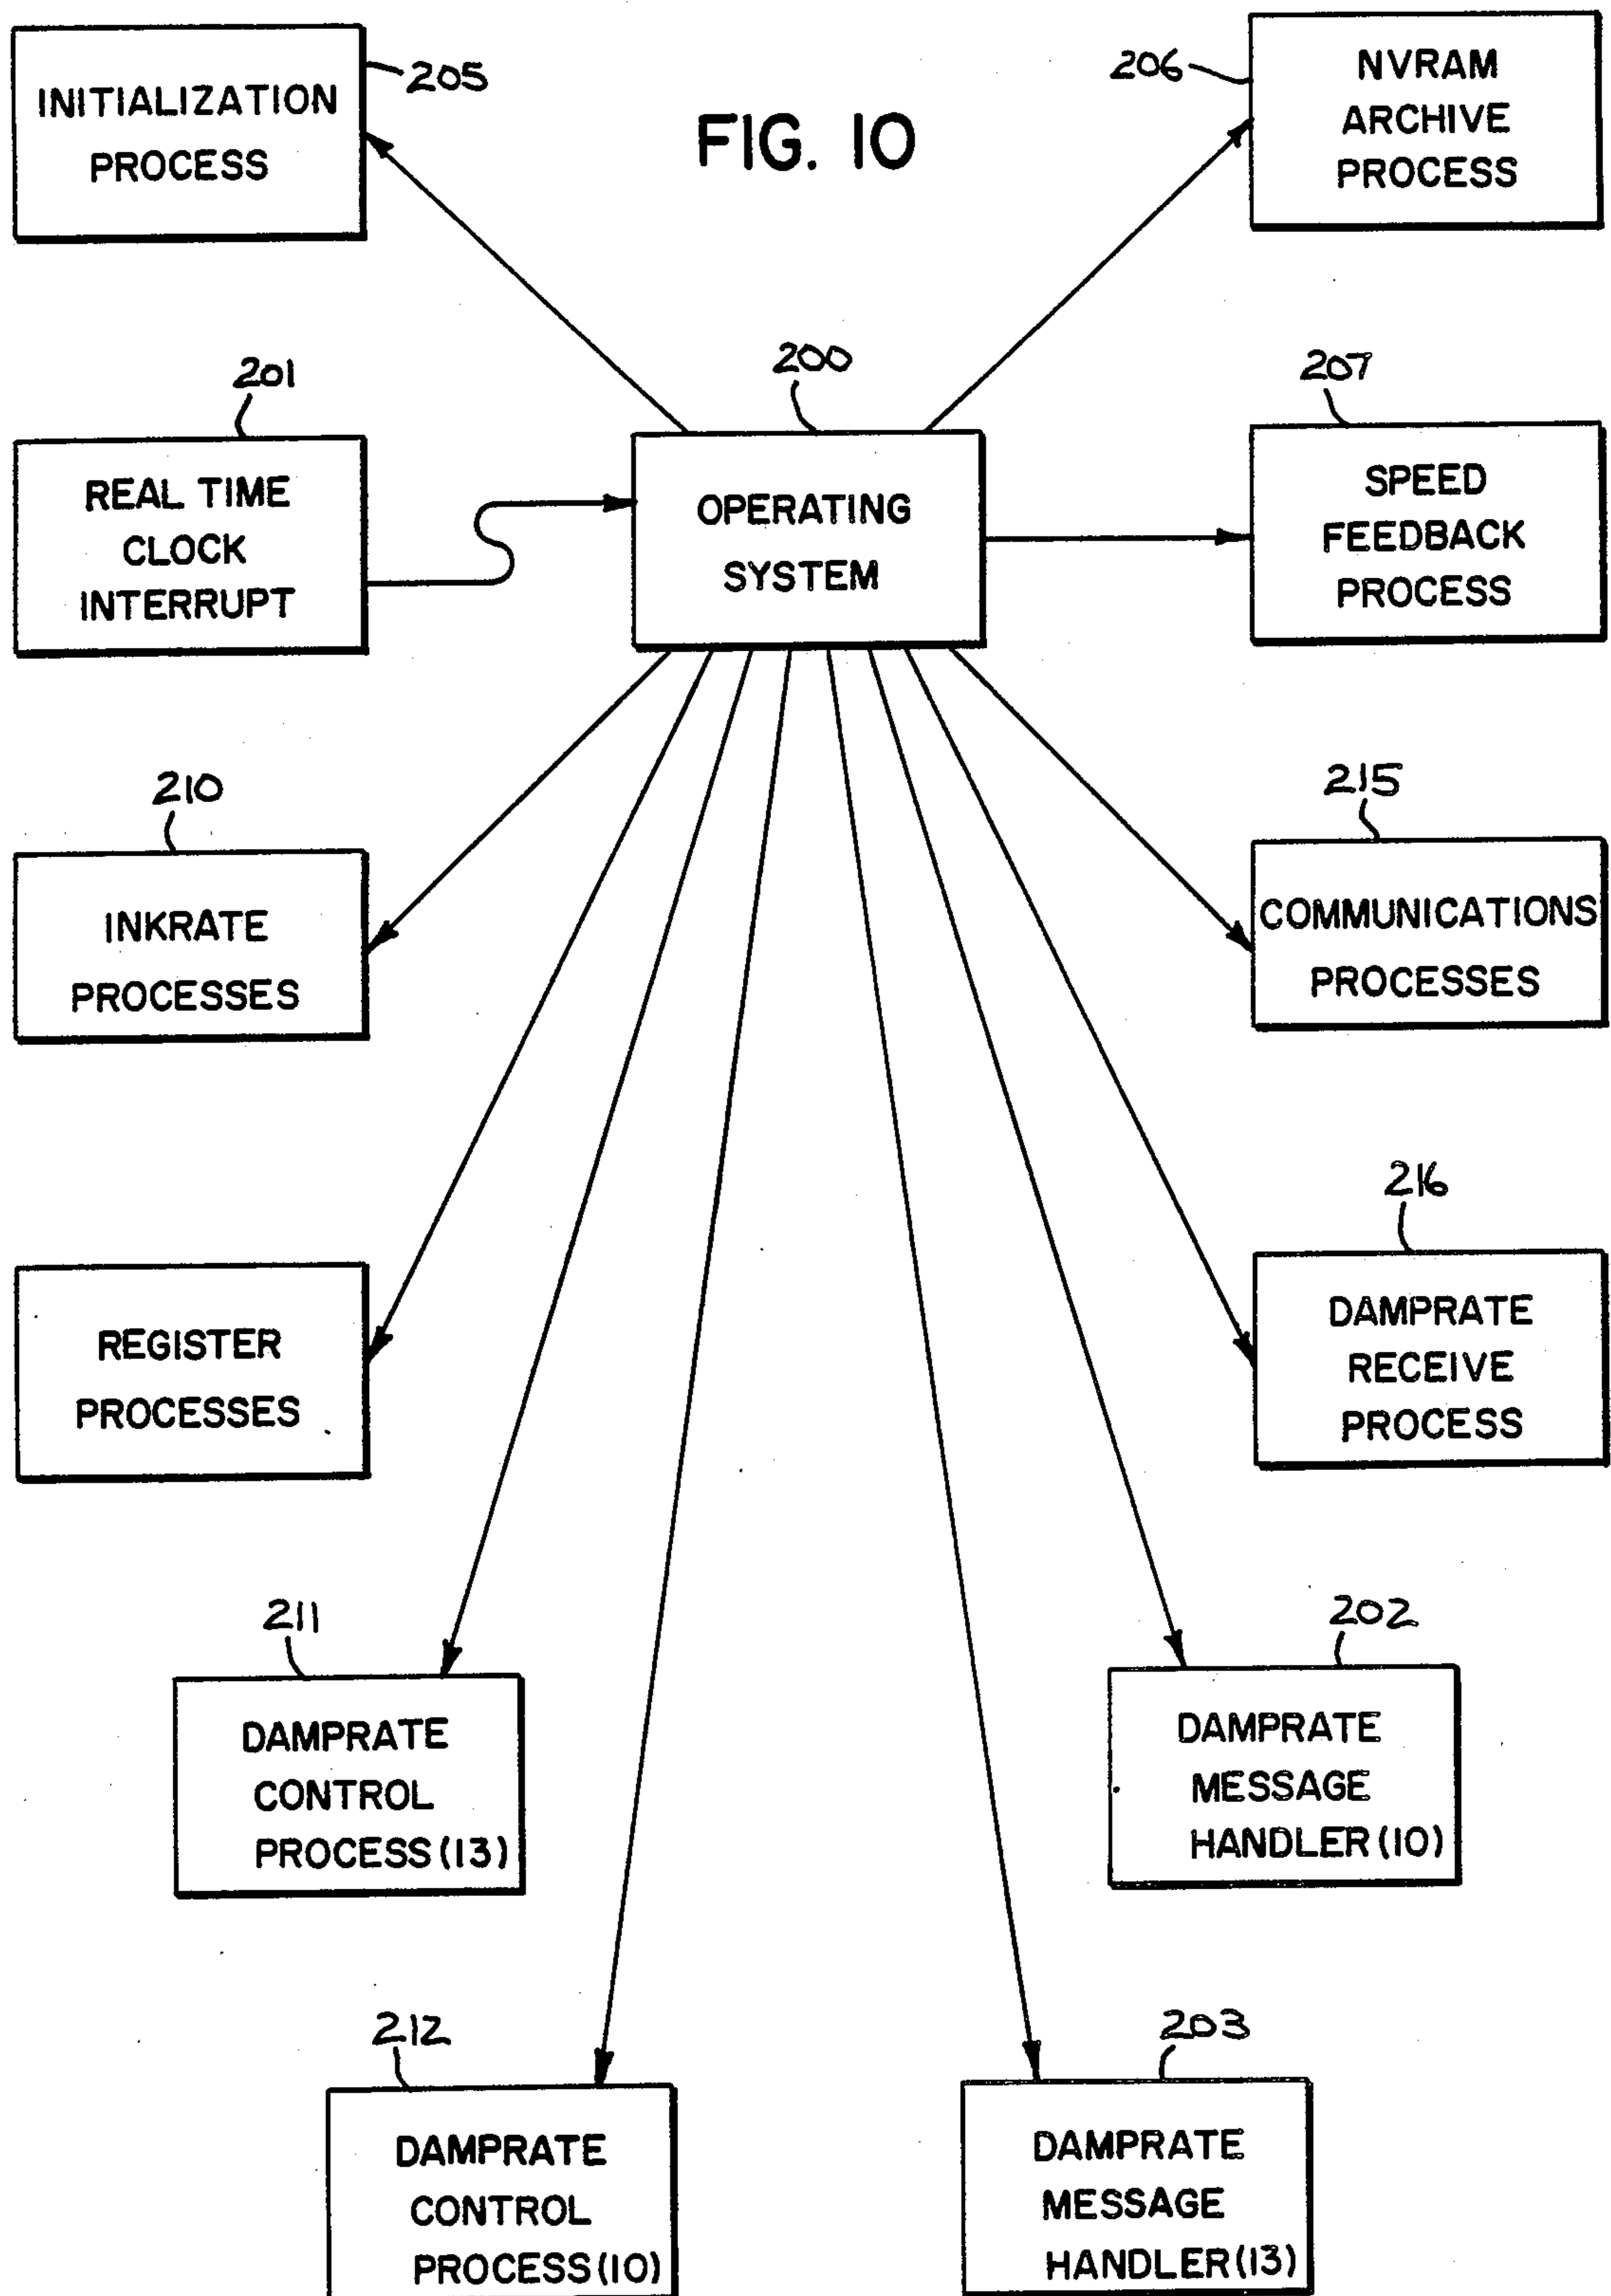 205
206
INITIALIZATION
PROCESS
FIG. 10
NVRAM
ARCHIVE
PROCESS
201
200
207
REAL TIME
CLOCK
INTERRUPT
OPERATING
SYSTEM
SPEED
FEEDBACK
PROCESS
210
215
INKRATE
PROCESSES
COMMUNICATIONS
PROCESSES
216
REGISTER
PROCESSES
DAMPRATE
RECEIVE
PROCESS
211
202
DAMPRATE
CONTROL
PROCESS (13)
DAMPRATE
MESSAGE
HANDLER (10)
212
203
DAMPRATE
CONTROL
PROCESS (10)
DAMPRATE
MESSAGE
HANDLER (13)